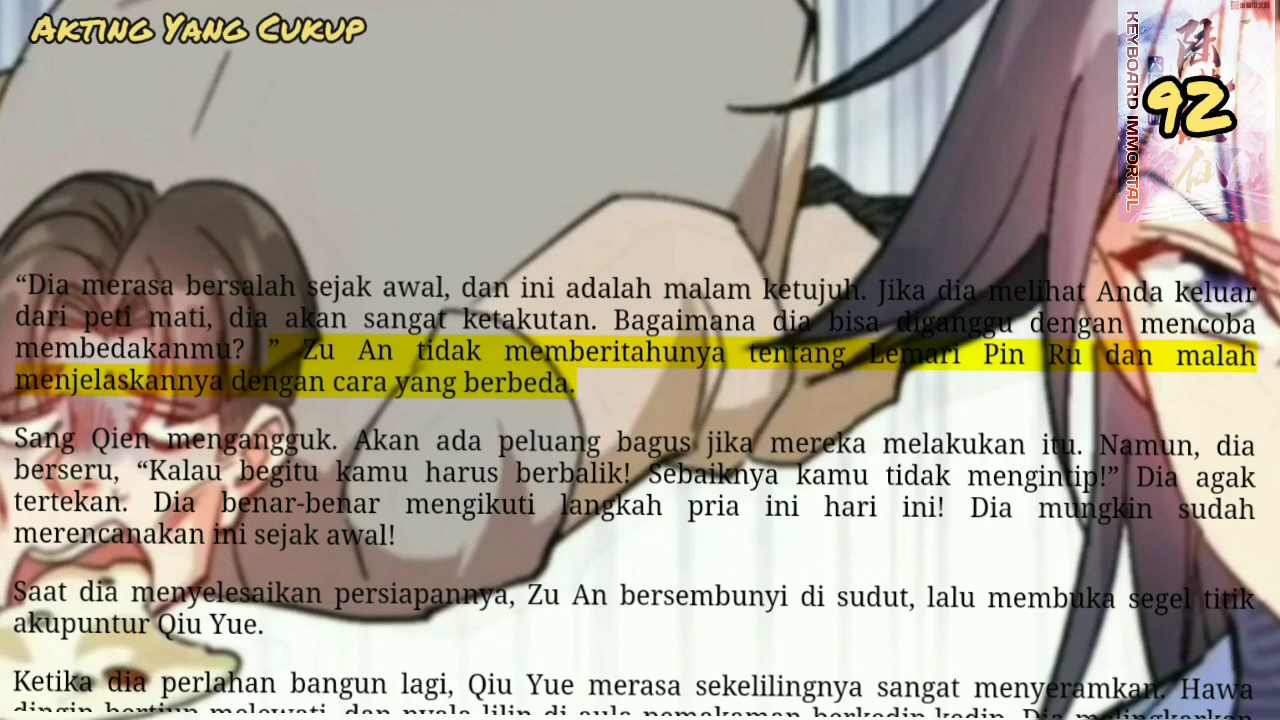 Akting Yang Cukup
KEYBOARD IMMORTAL
92
“Dia merasa bersalah sejak awal, dan ini adalah malam ketujuh. Jika dia melihat Anda keluar
dari peti mati, dia akan sangat ketakutan. Bagaimana dia bisa diganggu dengan mencoba
membedakanmu? ” Zu An tidak memberitahunya tentang Lemari Pin Ru dan malah
menjelaskannya dengan cara yang berbeda.
Sang Qien mengangguk. Akan ada peluang bagus jika mereka melakukan itu. Namun, dia
berseru, “Kalau begitu kamu harus berbalik! Sebaiknya kamu tidak mengintip!” Dia agak
tertekan. Dia benar-benar mengikuti langkah pria ini hari ini! Dia mungkin sudah
merencanakan ini sejak awal!
Saat dia menyelesaikan persiapannya, Zu An bersembunyi di sudut, lalu membuka segel titik
akupuntur Qiu Yue.
Ketika dia perlahan bangun lagi, Qiu Yue merasa sekelilingnya sangat menyeramkan. Hawa